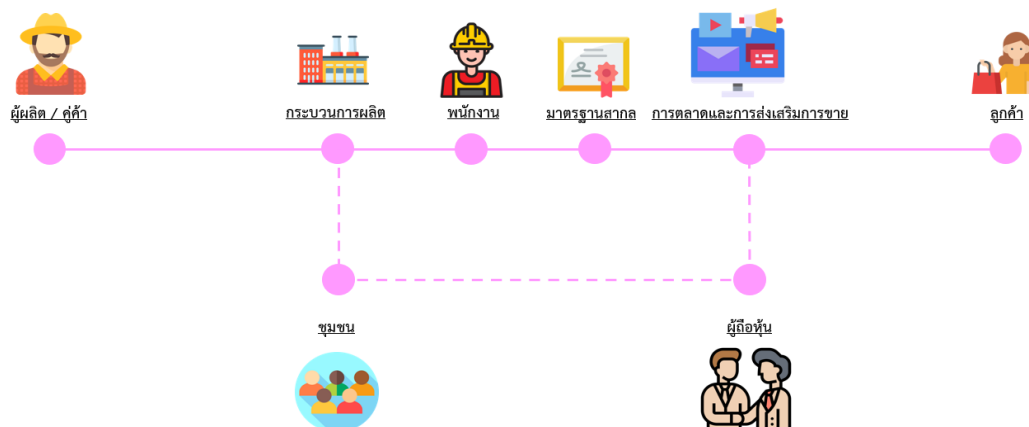 ผู้ผลิต / คู่ค้า
กระบวนการผลิต
พนักงาน
มาตรฐานสากล
การตลาดและการส่งเสริมการขาย
ลูกค้า
ชุมชน
ผู้ถือหุ้น